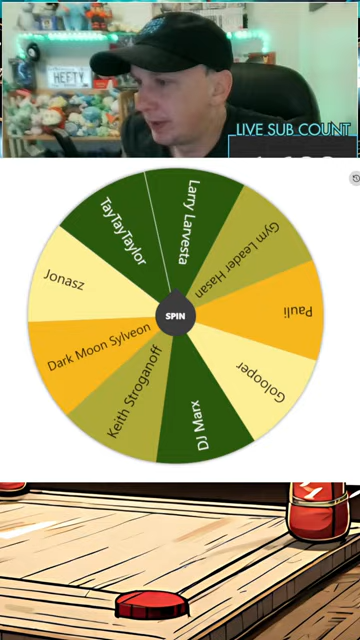 HEFTY
LIVE SUB COUNT
Larry Larvesta
Gym Leader Hasan
Pauli
Golooper
DJ Marx
Keith Stroganoff
Dark Moon Sylveon
Jonasz
TayTayTaylor
SPIN